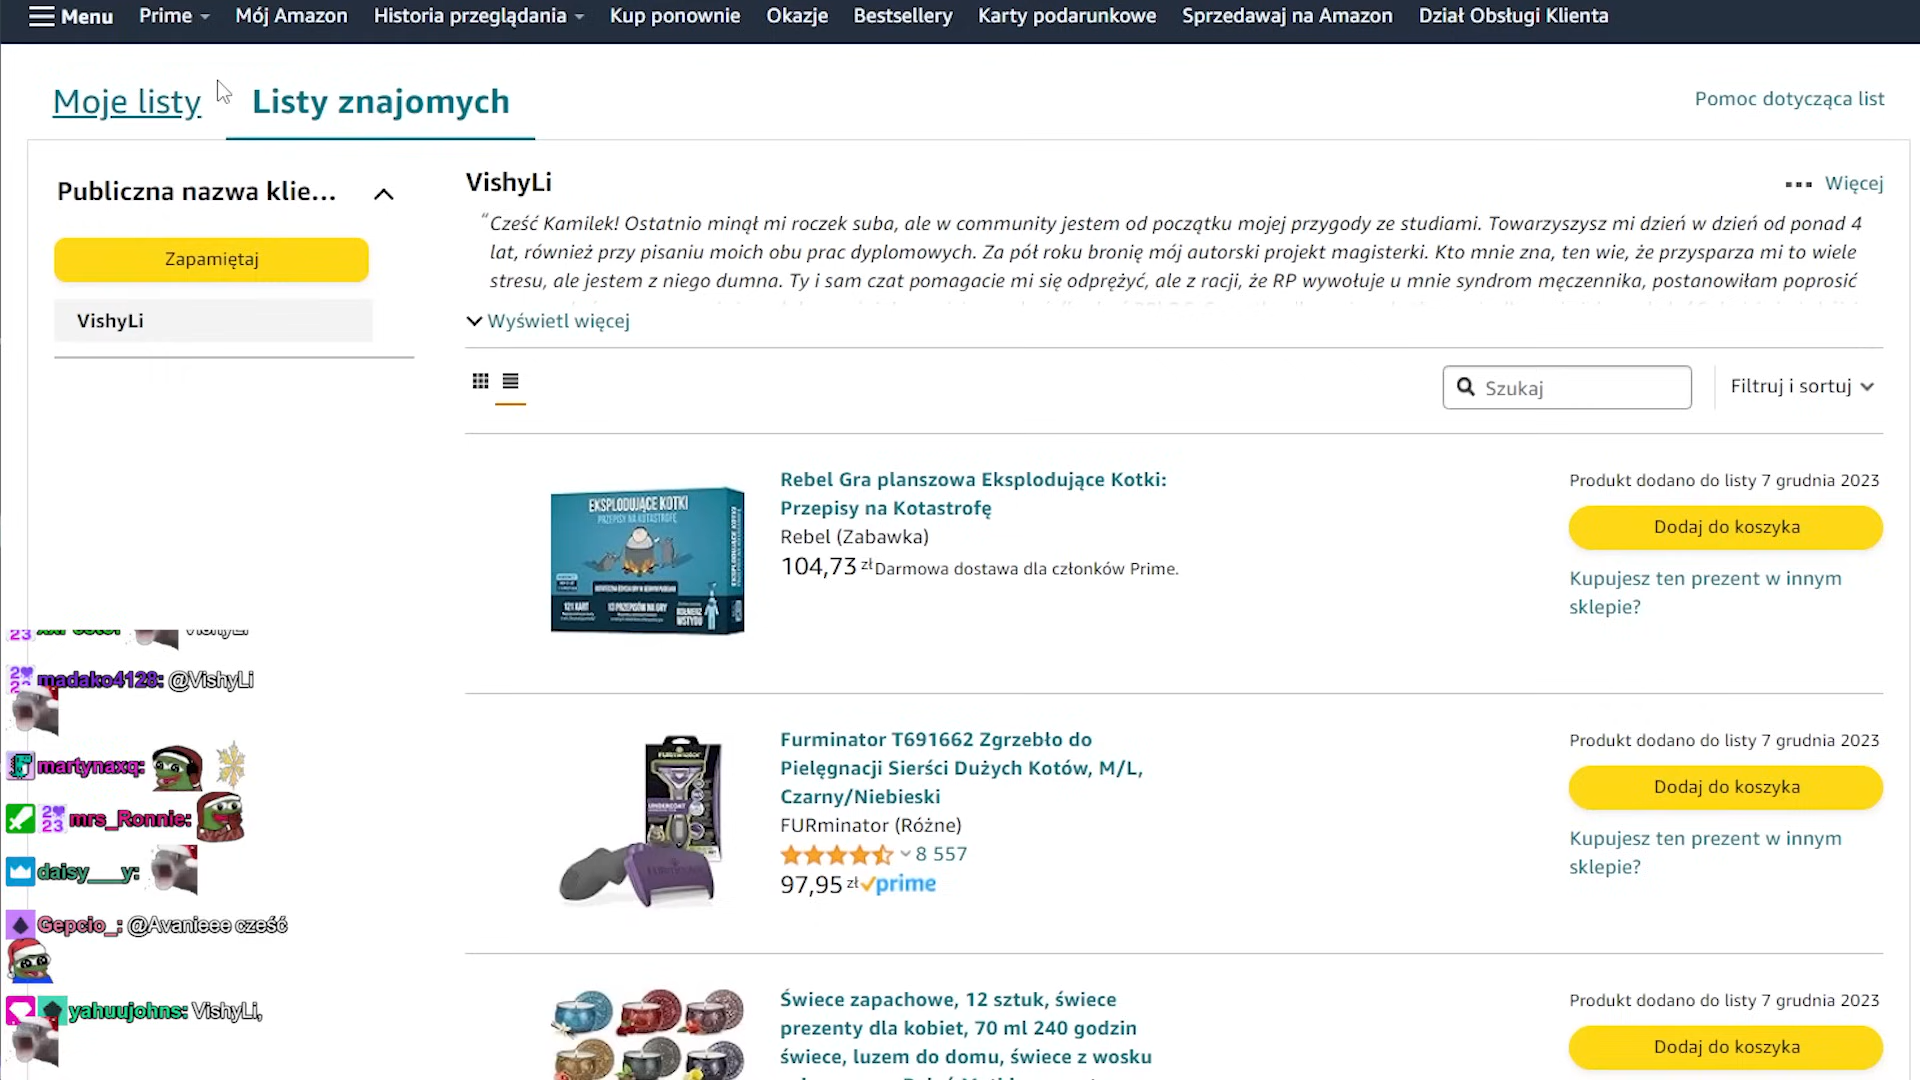 Menu Prime Mój Amazon Historia przeglądania Kup ponownie Okazje Bestsellery Karty podarunkowe Sprzedawaj na Amazon Dział Obsługi Klienta
Moje listy Listy znajomych Pomoc dotycząca list
Publiczna nazwa klie...
Zapamiętaj
VishyLi
VishyLi
Więcej
“Cześć Kamilek! Ostatnio minął mi roczek suba, ale w community jestem od początku mojej przygody ze studiami. Towarzyszysz mi dzień w dzień od ponad 4
lat, również przy pisaniu moich obu prac dyplomowych. Za pół roku bronię mój autorski projekt magisterki. Kto mnie zna, ten wie, że przysparza mi to wiele
stresu, ale jestem z niego dumna. Ty i sam czat pomagacie mi się odprężyć, ale z racji, że RP wywołuje u mnie syndrom męczennika, postanowiłam poprosić
Wyświetl więcej
Szukaj
Filtruj i sortuj
EKSPLODUJĄCE KOTKI
PRZEPISY NA KOTASTROFĘ
121 KART
Rebel Gra planszowa Eksplodujące Kotki:
Przepisy na Kotastrofę
Rebel (Zabawka)
104,73 zł Darmowa dostawa dla członków Prime.
Produkt dodano do listy 7 grudnia 2023
Dodaj do koszyka
Kupujesz ten prezent w innym
sklepie?
FURminator
Furminator T691662 Zgrzebło do
Pielęgnacji Sierści Dużych Kotów, M/L,
Czarny/Niebieski
FURminator (Różne)
8 557
97,95 zł prime
Produkt dodano do listy 7 grudnia 2023
Dodaj do koszyka
Kupujesz ten prezent w innym
sklepie?
Świece zapachowe, 12 sztuk, świece
prezenty dla kobiet, 70 ml 240 godzin
świece, luzem do domu, świece z wosku
Produkt dodano do listy 7 grudnia 2023
Dodaj do koszyka
VishyLi
madako4128: @VishyLi
martynaxq:
mrs_Ronnie:
daisy___y:
Gepcio_: @Avanieee cześć
yahuujohns: VishyLi,